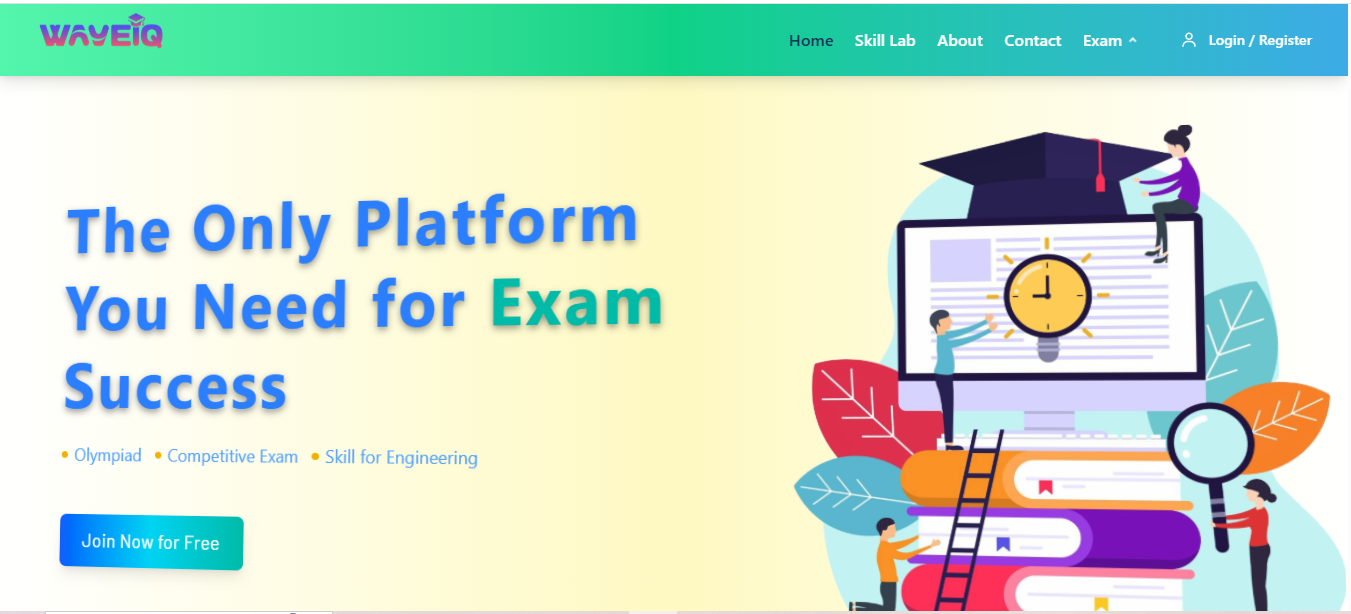 WAVEIQ
Home Skill Lab About Contact Exam Login / Register
The Only Platform
You Need for Exam
Success
• Olympiad • Competitive Exam • Skill for Engineering
Join Now for Free